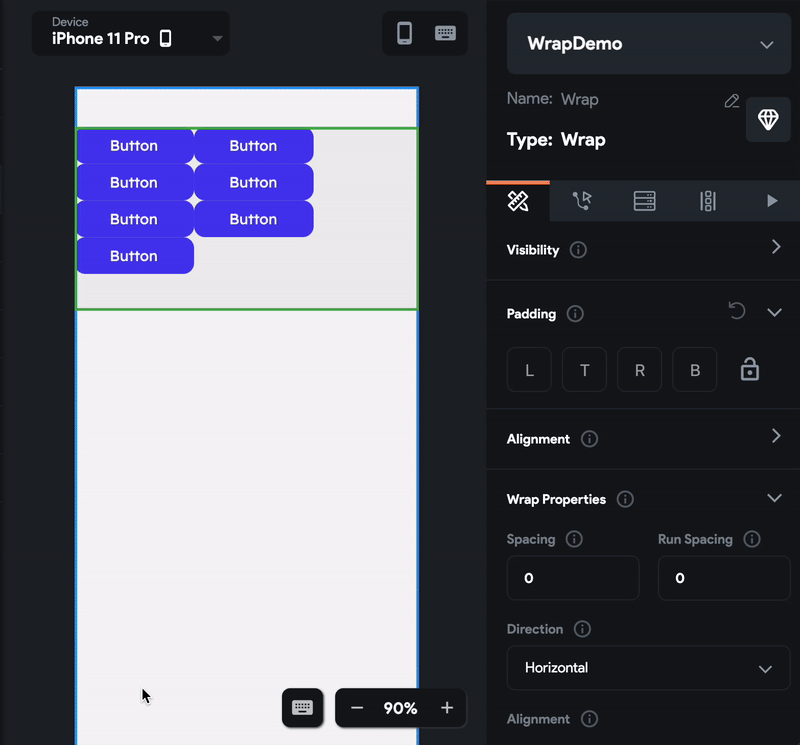 Device
iPhone 11 Pro
WrapDemo
Name: Wrap
Type: Wrap
Button Button
Button Button
Button Button
Button
Visibility
Padding
L T R B
Alignment
Wrap Properties
Spacing Run Spacing
0 0
Direction
Horizontal
90%
Alignment